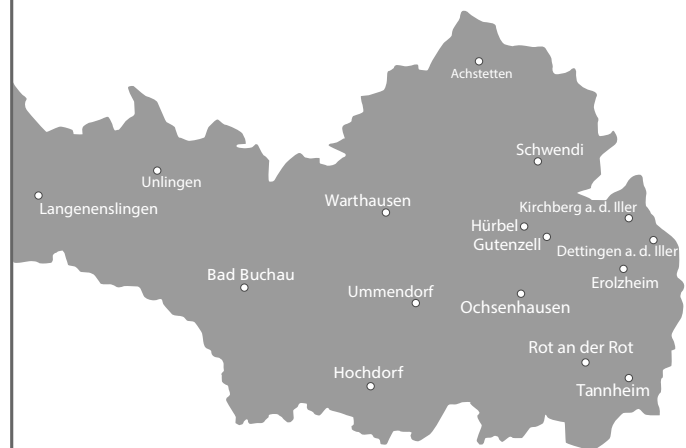 Achstetten
Schwendi
Unlingen
Langenenslingen
Warthausen
Kirchberg a. d. Iller
Hürbel
Gutenzell
Dettingen a. d. Iller
Bad Buchau
Erolzheim
Ummendorf
Ochsenhausen
Rot an der Rot
Hochdorf
Tannheim